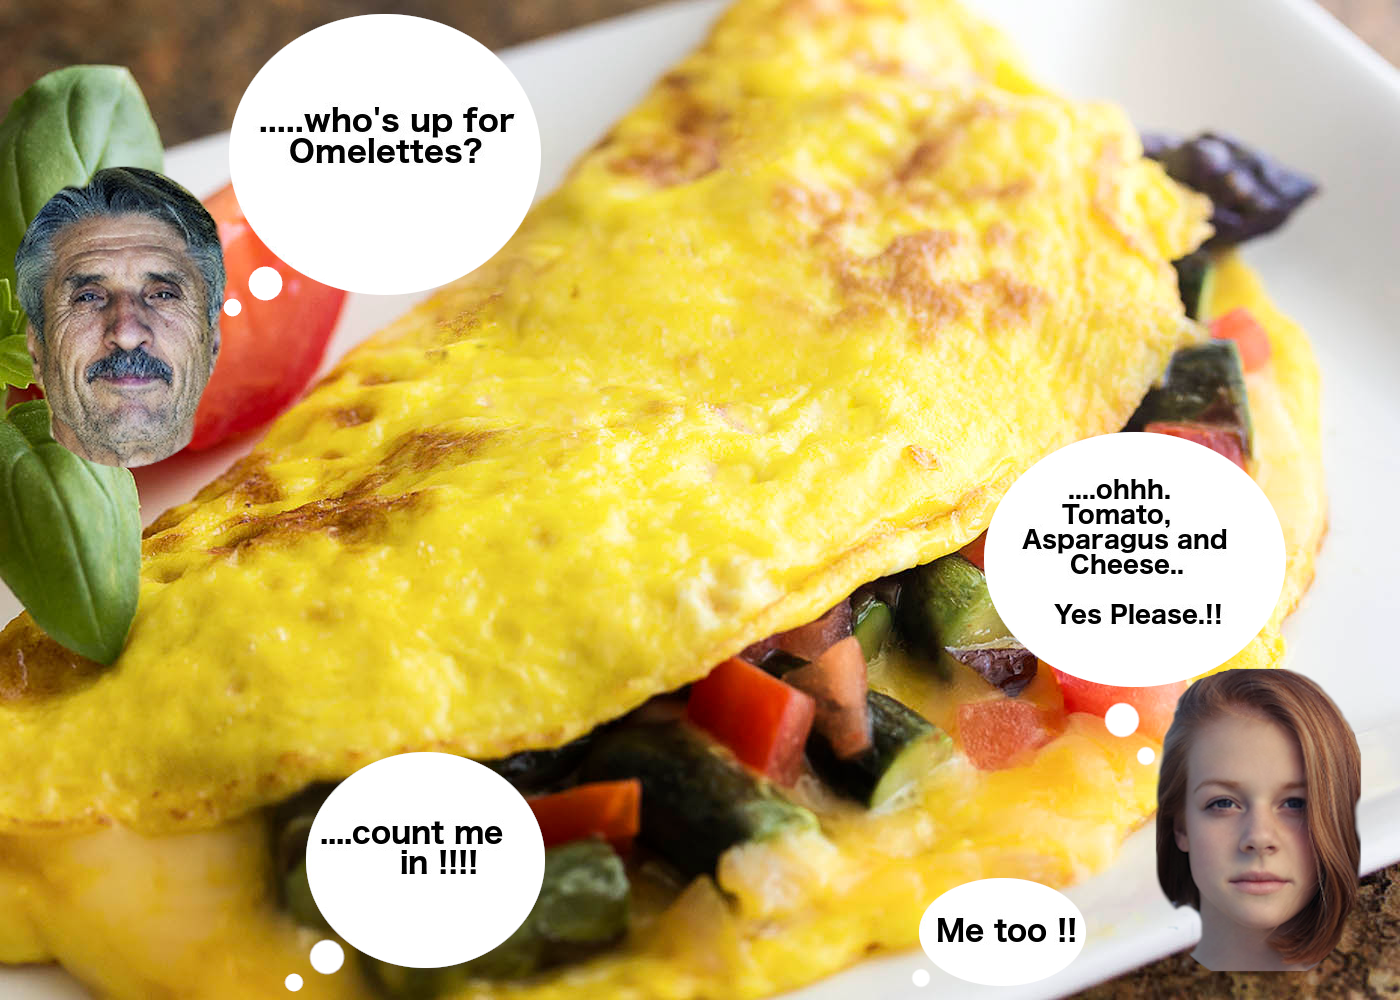 .....who's up for
Omelettes?
....ohhh.
Tomato,
Asparagus and
Cheese..
Yes Please.!!
....count me
in !!!!
Me too !!